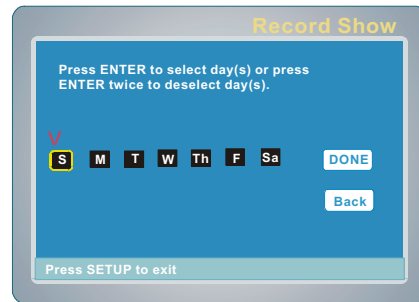 Record Show
Press ENTER to select day(s) or press
ENTER twice to deselect day(s).
V
S M T W Th F Sa DONE
Back
Press SETUP to exit